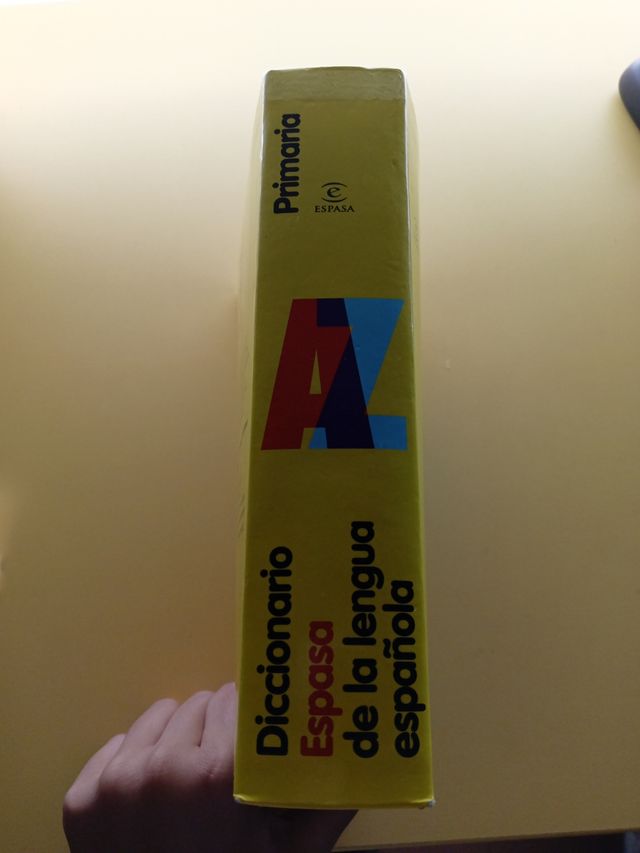 Primaria
e
ESPASA
AZ
Diccionario
Espasa
de la lengua
española